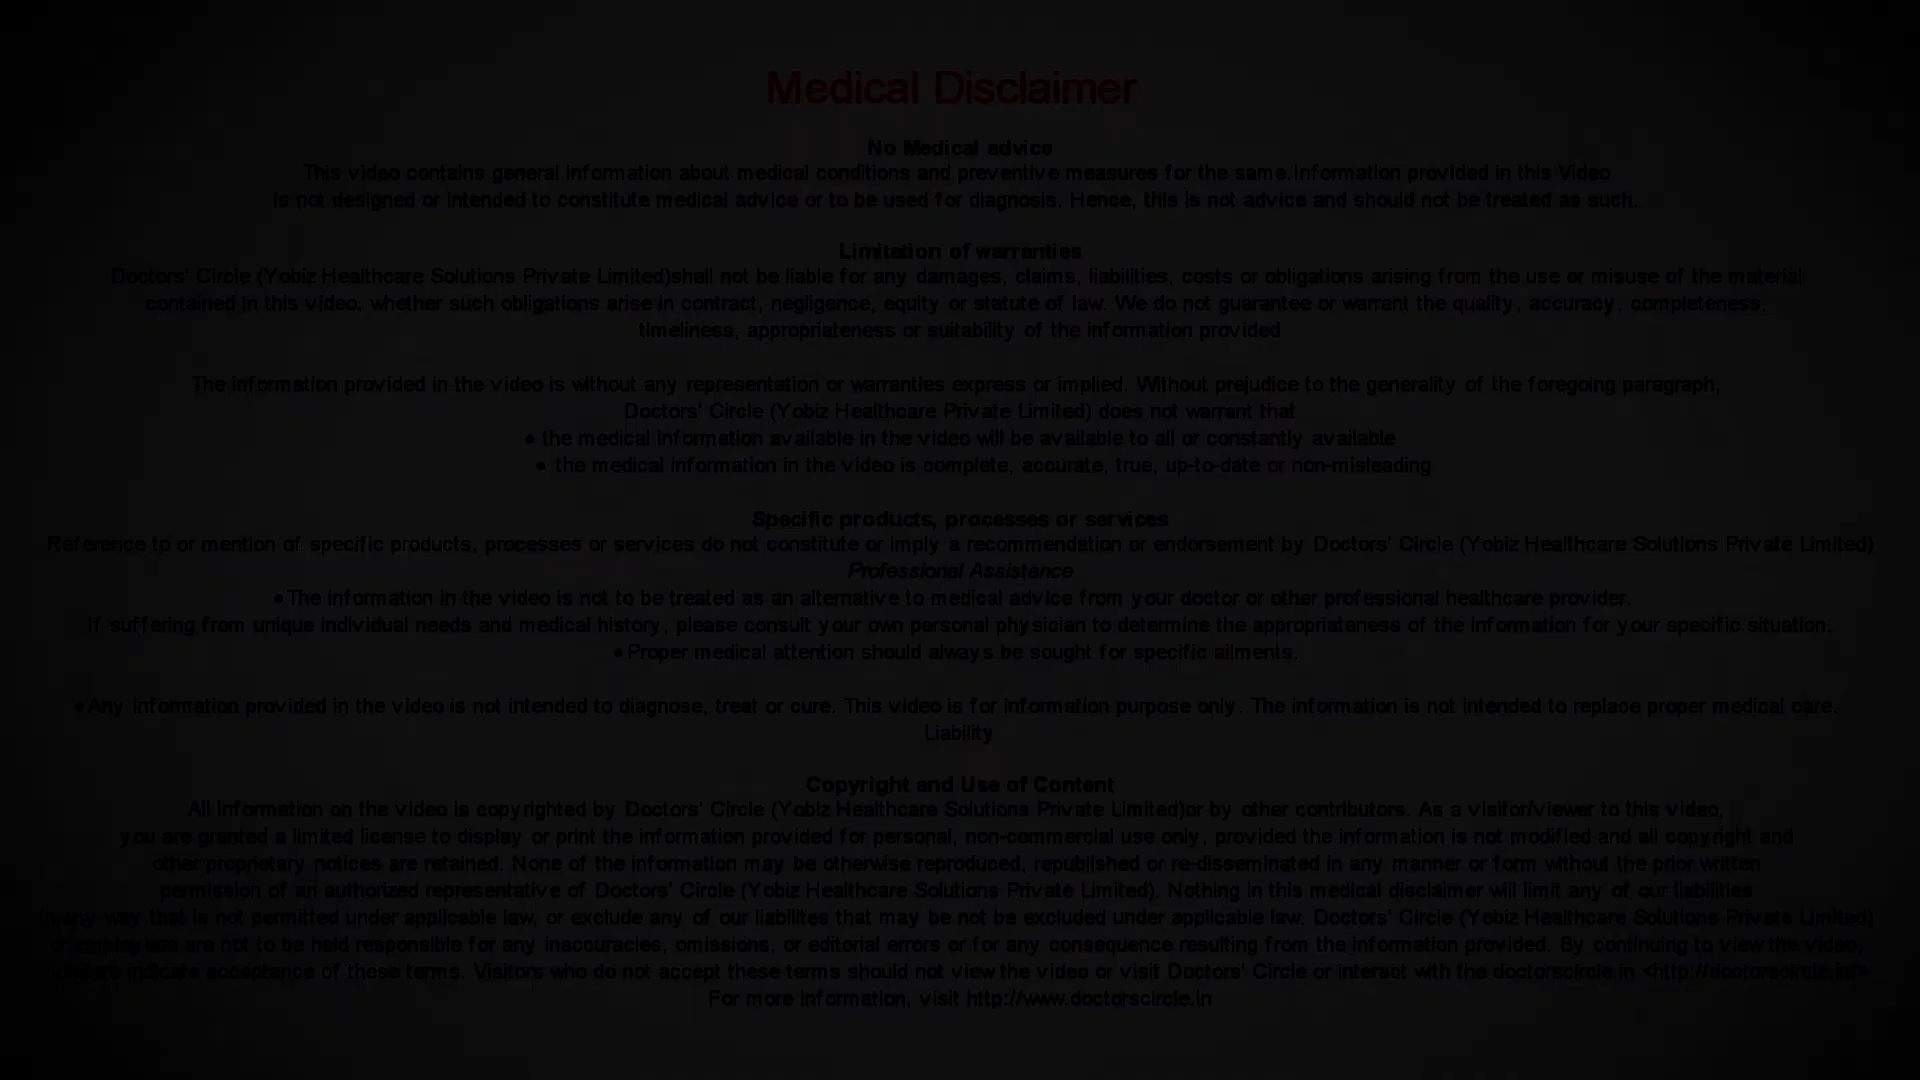 Medical Disclaimer
No Medical advice
This video contains general information about medical conditions and preventive measures for the same.Information provided in this Video
is not designed or intended to constitute medical advice or to be used for diagnosis. Hence, this is not advice and should not be treated as such.
Limitation of warranties
Doctors' Circle (Yobiz Healthcare Solutions Private Limited)shall not be liable for any damages, claims, liabilities, costs or obligations arising from the use or misuse of the material
contained in this video, whether such obligations arise in contract, negligence, equity or statute of law. We do not guarantee or warrant the quality, accuracy, completeness,
timeliness, appropriateness or suitability of the information provided
The information provided in the video is without any representation or warranties express or implied. Without prejudice to the generality of the foregoing paragraph,
Doctors' Circle (Yobiz Healthcare Private Limited) does not warrant that
• the medical information available in the video will be available to all or constantly available
• the medical information in the video is complete, accurate, true, up-to-date or non-misleading
Specific products, processes or services
Reference to or mention of specific products, processes or services do not constitute or imply a recommendation or endorsement by Doctors' Circle (Yobiz Healthcare Solutions Private Limited)
Professional Assistance
•The information in the video is not to be treated as an alternative to medical advice from your doctor or other professional healthcare provider.
If suffering from unique individual needs and medical history, please consult your own personal physician to determine the appropriateness of the information for your specific situation.
•Proper medical attention should always be sought for specific ailments.
•Any information provided in the video is not intended to diagnose, treat or cure. This video is for information purpose only. The information is not intended to replace proper medical care.
Liability
Copyright and Use of Content
All information on the video is copyrighted by Doctors' Circle (Yobiz Healthcare Solutions Private Limited)or by other contributors. As a visitor/viewer to this video,
you are granted a limited license to display or print the information provided for personal, non-commercial use only, provided the information is not modified and all copyright and
other proprietary notices are retained. None of the information may be otherwise reproduced, republished or re-disseminated in any manner or form without the prior written
permission of an authorized representative of Doctors' Circle (Yobiz Healthcare Solutions Private Limited). Nothing in this medical disclaimer will limit any of our liabilities
in any way that is not permitted under applicable law, or exclude any of our liabilites that may be not be excluded under applicable law. Doctors' Circle (Yobiz Healthcare Solutions Private Limited)
or employees are not to be held responsible for any inaccuracies, omissions, or editorial errors or for any consequence resulting from the information provided. By continuing to view the video,
visitors indicate acceptance of these terms. Visitors who do not accept these terms should not view the video or visit Doctors' Circle or interact with the doctorscircle.in <http://doctorscircle.in/>
For more information, visit http://www.doctorscircle.in